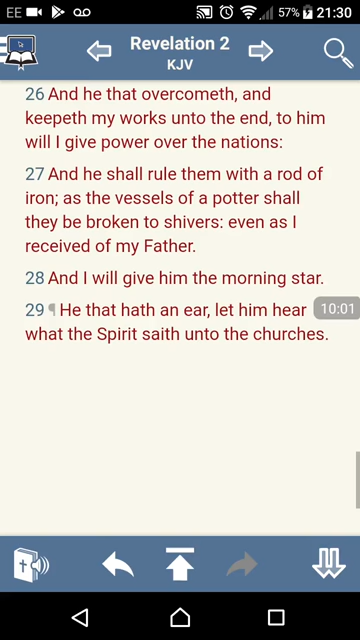 EE 57% 21:30
Revelation 2
KJV
26 And he that overcometh, and
keepeth my works unto the end, to him
will I give power over the nations:
27 And he shall rule them with a rod of
iron; as the vessels of a potter shall
they be broken to shivers: even as I
received of my Father.
28 And I will give him the morning star.
29 ¶ He that hath an ear, let him hear
10:01
what the Spirit saith unto the churches.